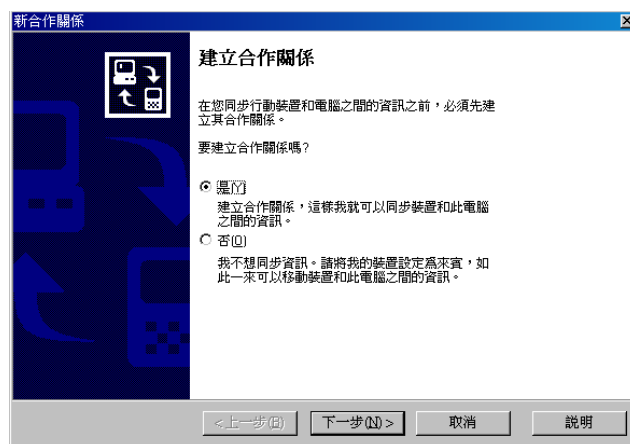 新合作關係
建立合作關係
在您同步行動裝置和電腦之間的資訊之前，必須先建
立其合作關係。
要建立合作關係嗎?
是(Y)
建立合作關係，這樣我就可以同步裝置和此電腦
之間的資訊。
否(O)
我不想同步資訊。請將我的裝置設定為來賓，如
此一來可以移動裝置和此電腦之間的資訊。
<上一步(B)
下一步(N) >
取消
説明